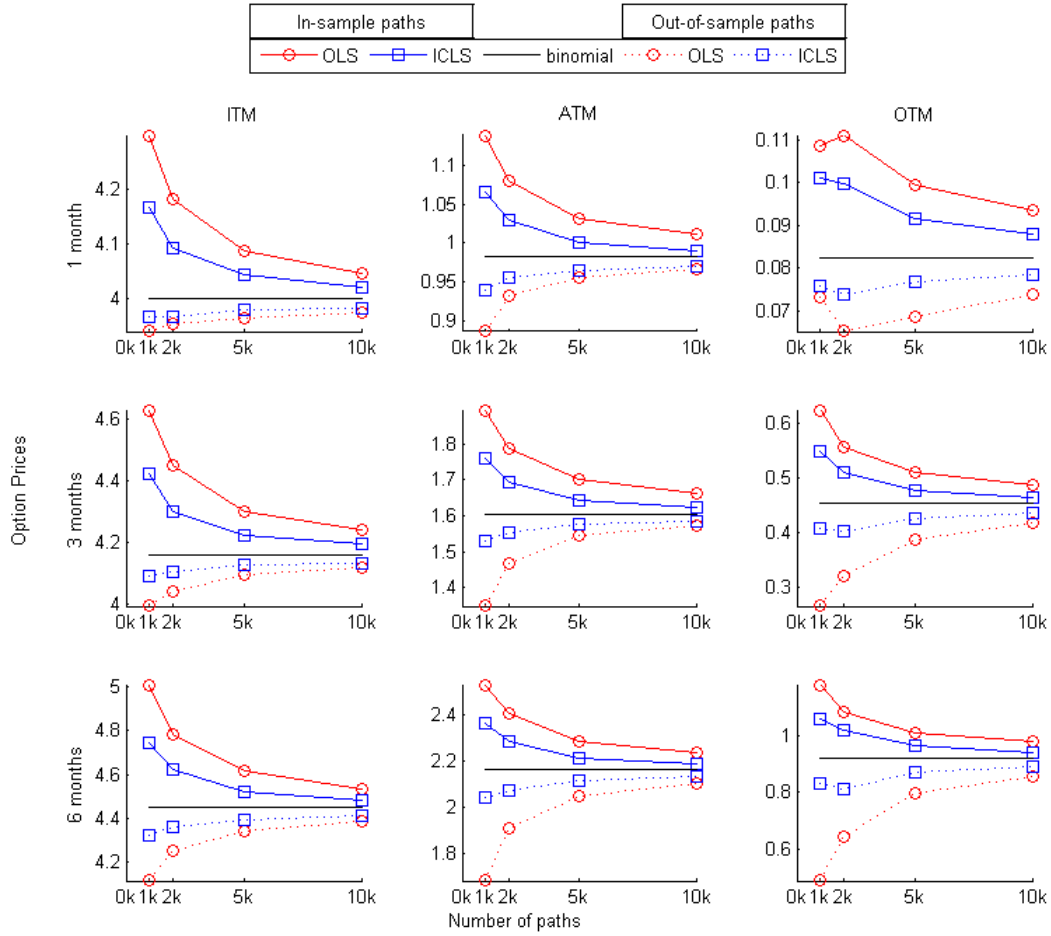 In-sample paths Out-of-sample paths
OLS ICLS binomial OLS ICLS
ITM ATM OTM
1 month
4.2
4.1
4
0k 1k 2k 5k 10k
1.1
1.05
1
0.95
0.9
0k 1k 2k 5k 10k
0.11
0.1
0.09
0.08
0.07
0k 1k 2k 5k 10k
Option Prices
3 months
4.6
4.4
4.2
4
0k 1k 2k 5k 10k
1.8
1.7
1.6
1.5
1.4
0k 1k 2k 5k 10k
0.6
0.5
0.4
0.3
0k 1k 2k 5k 10k
6 months
5
4.8
4.6
4.4
4.2
0k 1k 2k 5k 10k
2.4
2.2
2
1.8
0k 1k 2k 5k 10k
1
0.8
0.6
0k 1k 2k 5k 10k
Number of paths